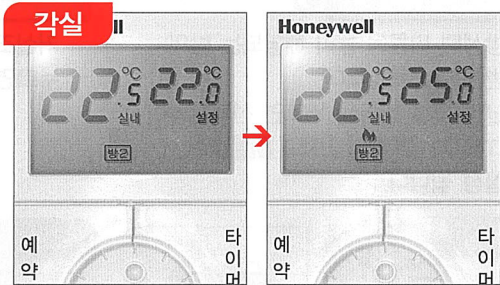 각실
ll
22.5 °C 22.0 °C
실내 설정
방2
예약
타이머
Honeywell
22.5 °C 25.0 °C
실내 설정
방2
예약
타이머